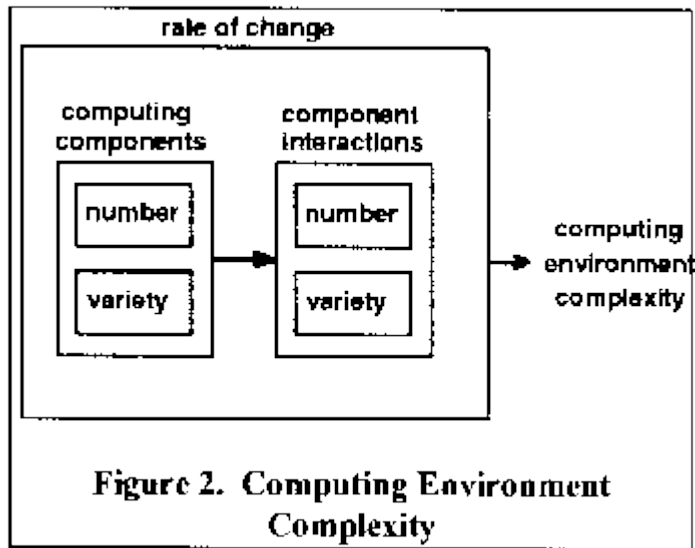 rate of change
computing
components
component
interactions
number
variety
number
variety
computing
environment
complexity
Figure 2. Computing Environment
Complexity